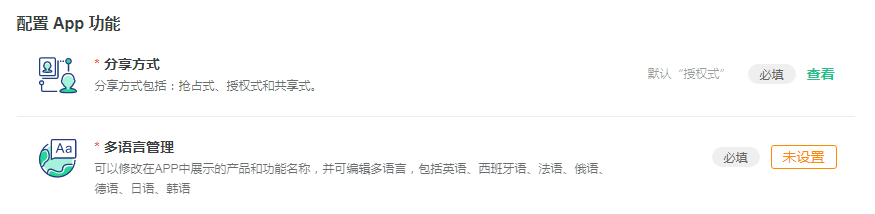 配置 App 功能
* 分享方式
分享方式包括：抢占式、授权式和共享式。
默认“授权式”
必填
查看
Aa
* 多语言管理
可以修改在APP中展示的产品和功能名称，并可编辑多语言，包括英语、西班牙语、法语、俄语、
德语、日语、韩语
必填
未设置